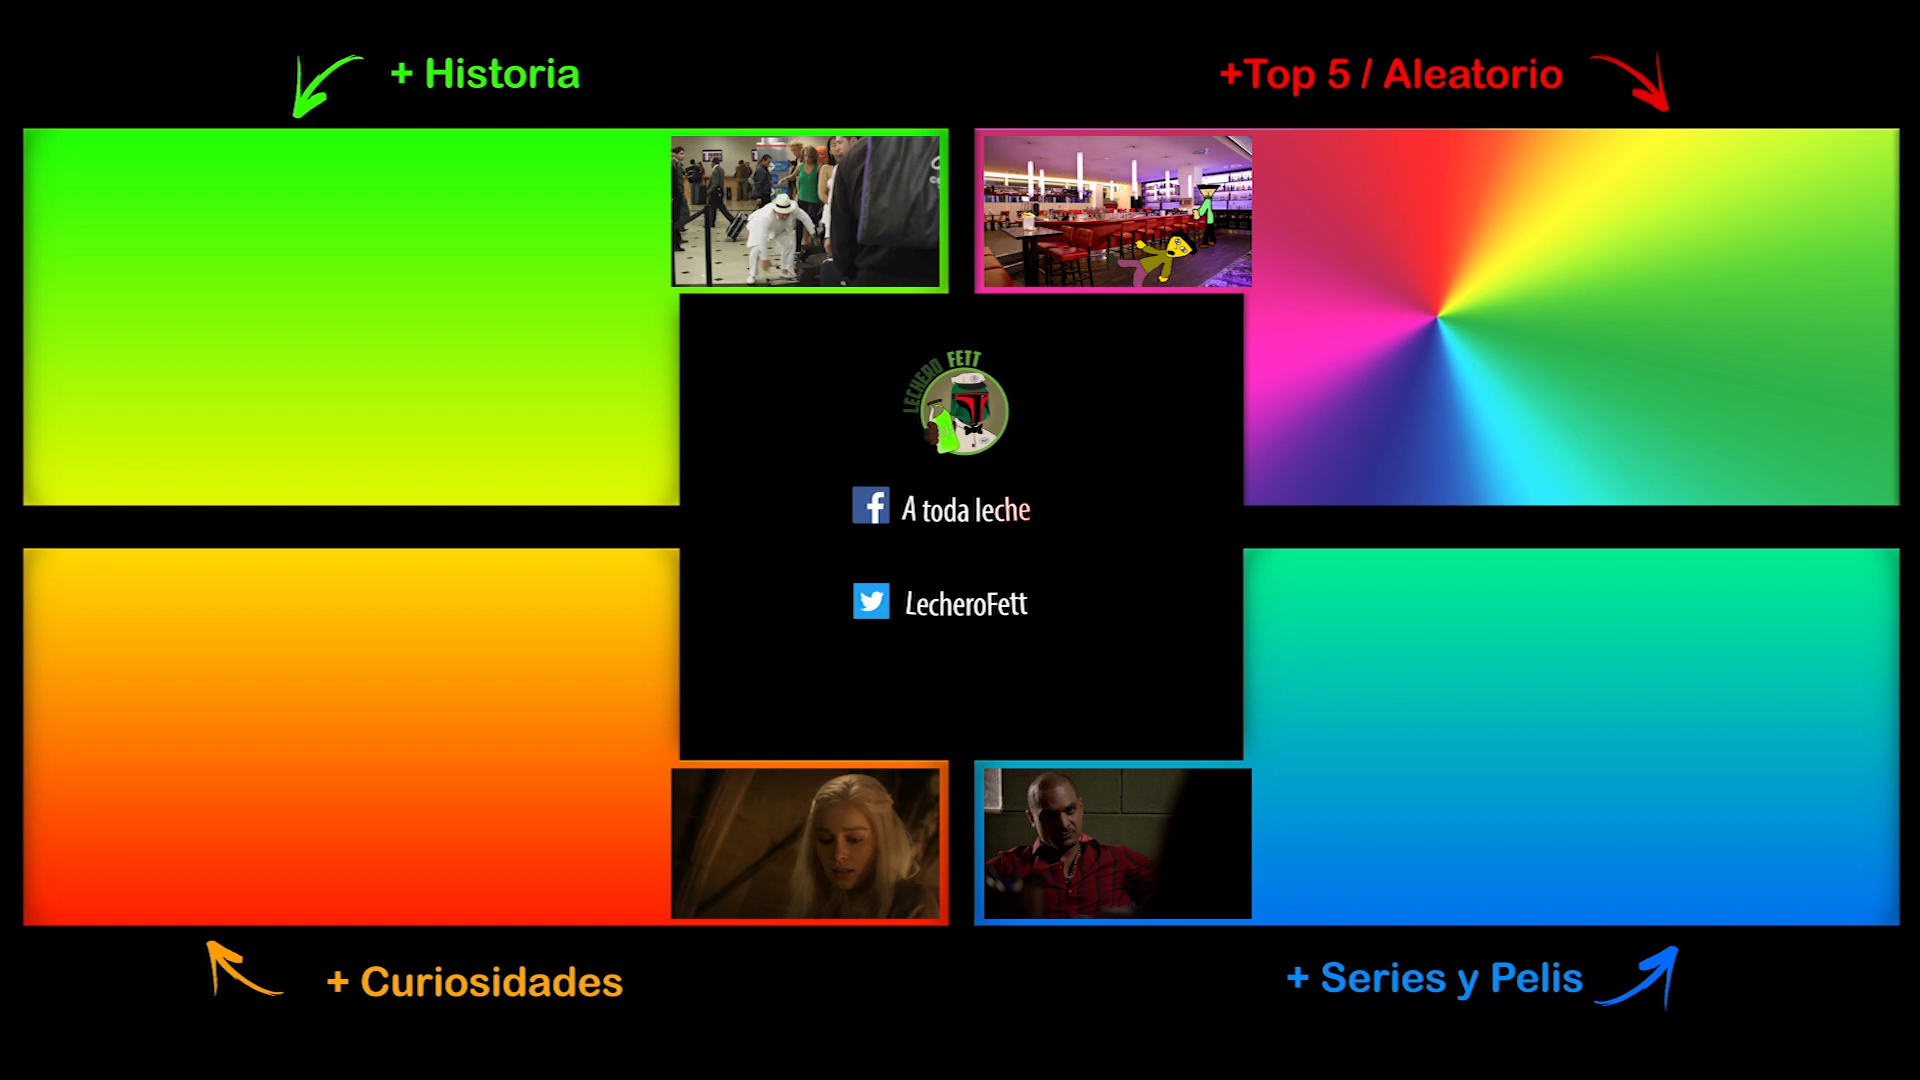 + Historia
+Top 5 / Aleatorio
LECHERO FETT
A toda leche
LecheroFett
+ Curiosidades
+ Series y Pelis